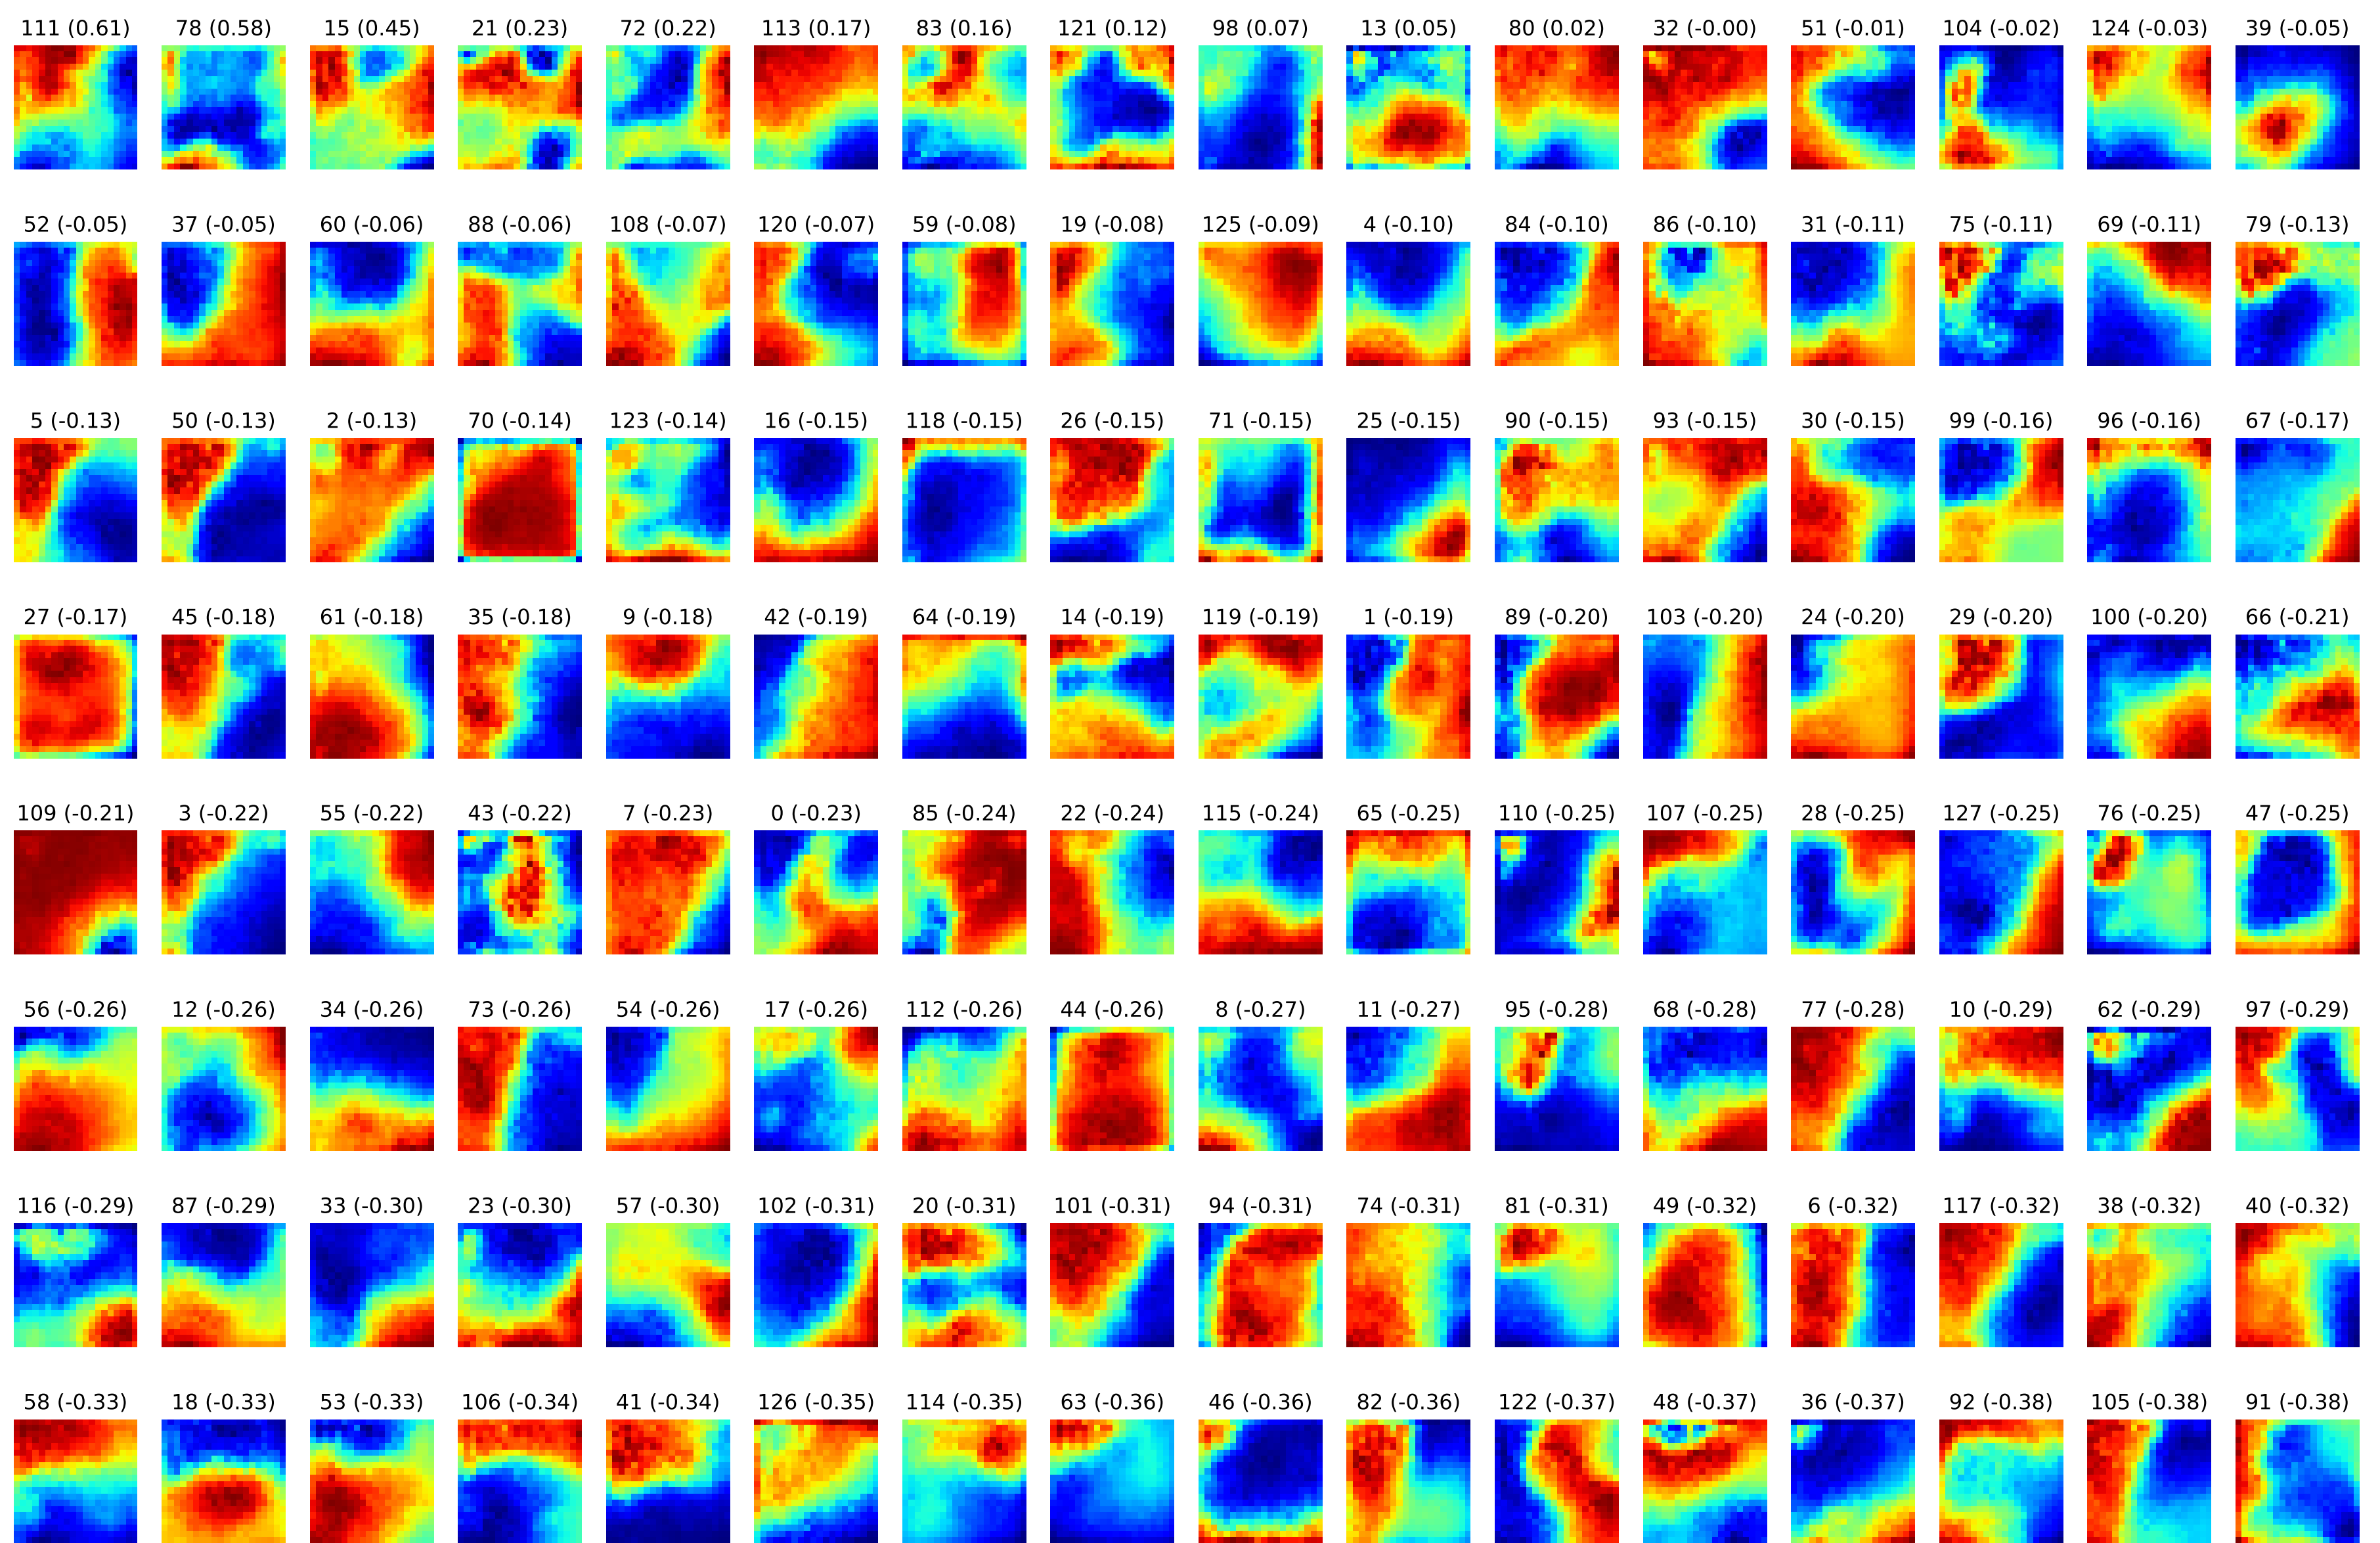 111 (0.61) 78 (0.58) 15 (0.45) 21 (0.23) 72 (0.22) 113 (0.17) 83 (0.16) 121 (0.12) 98 (0.07) 13 (0.05) 80 (0.02) 32 (-0.00) 51 (-0.01) 104 (-0.02) 124 (-0.03) 39 (-0.05)
52 (-0.05) 37 (-0.05) 60 (-0.06) 88 (-0.06) 108 (-0.07) 120 (-0.07) 59 (-0.08) 19 (-0.08) 125 (-0.09) 4 (-0.10) 84 (-0.10) 86 (-0.10) 31 (-0.11) 75 (-0.11) 69 (-0.11) 79 (-0.13)
5 (-0.13) 50 (-0.13) 2 (-0.13) 70 (-0.14) 123 (-0.14) 16 (-0.15) 118 (-0.15) 26 (-0.15) 71 (-0.15) 25 (-0.15) 90 (-0.15) 93 (-0.15) 30 (-0.15) 99 (-0.16) 96 (-0.16) 67 (-0.17)
27 (-0.17) 45 (-0.18) 61 (-0.18) 35 (-0.18) 9 (-0.18) 42 (-0.19) 64 (-0.19) 14 (-0.19) 119 (-0.19) 1 (-0.19) 89 (-0.20) 103 (-0.20) 24 (-0.20) 29 (-0.20) 100 (-0.20) 66 (-0.21)
109 (-0.21) 3 (-0.22) 55 (-0.22) 43 (-0.22) 7 (-0.23) 0 (-0.23) 85 (-0.24) 22 (-0.24) 115 (-0.24) 65 (-0.25) 110 (-0.25) 107 (-0.25) 28 (-0.25) 127 (-0.25) 76 (-0.25) 47 (-0.25)
56 (-0.26) 12 (-0.26) 34 (-0.26) 73 (-0.26) 54 (-0.26) 17 (-0.26) 112 (-0.26) 44 (-0.26) 8 (-0.27) 11 (-0.27) 95 (-0.28) 68 (-0.28) 77 (-0.28) 10 (-0.29) 62 (-0.29) 97 (-0.29)
116 (-0.29) 87 (-0.29) 33 (-0.30) 23 (-0.30) 57 (-0.30) 102 (-0.31) 20 (-0.31) 101 (-0.31) 94 (-0.31) 74 (-0.31) 81 (-0.31) 49 (-0.32) 6 (-0.32) 117 (-0.32) 38 (-0.32) 40 (-0.32)
58 (-0.33) 18 (-0.33) 53 (-0.33) 106 (-0.34) 41 (-0.34) 126 (-0.35) 114 (-0.35) 63 (-0.36) 46 (-0.36) 82 (-0.36) 122 (-0.37) 48 (-0.37) 36 (-0.37) 92 (-0.38) 105 (-0.38) 91 (-0.38)